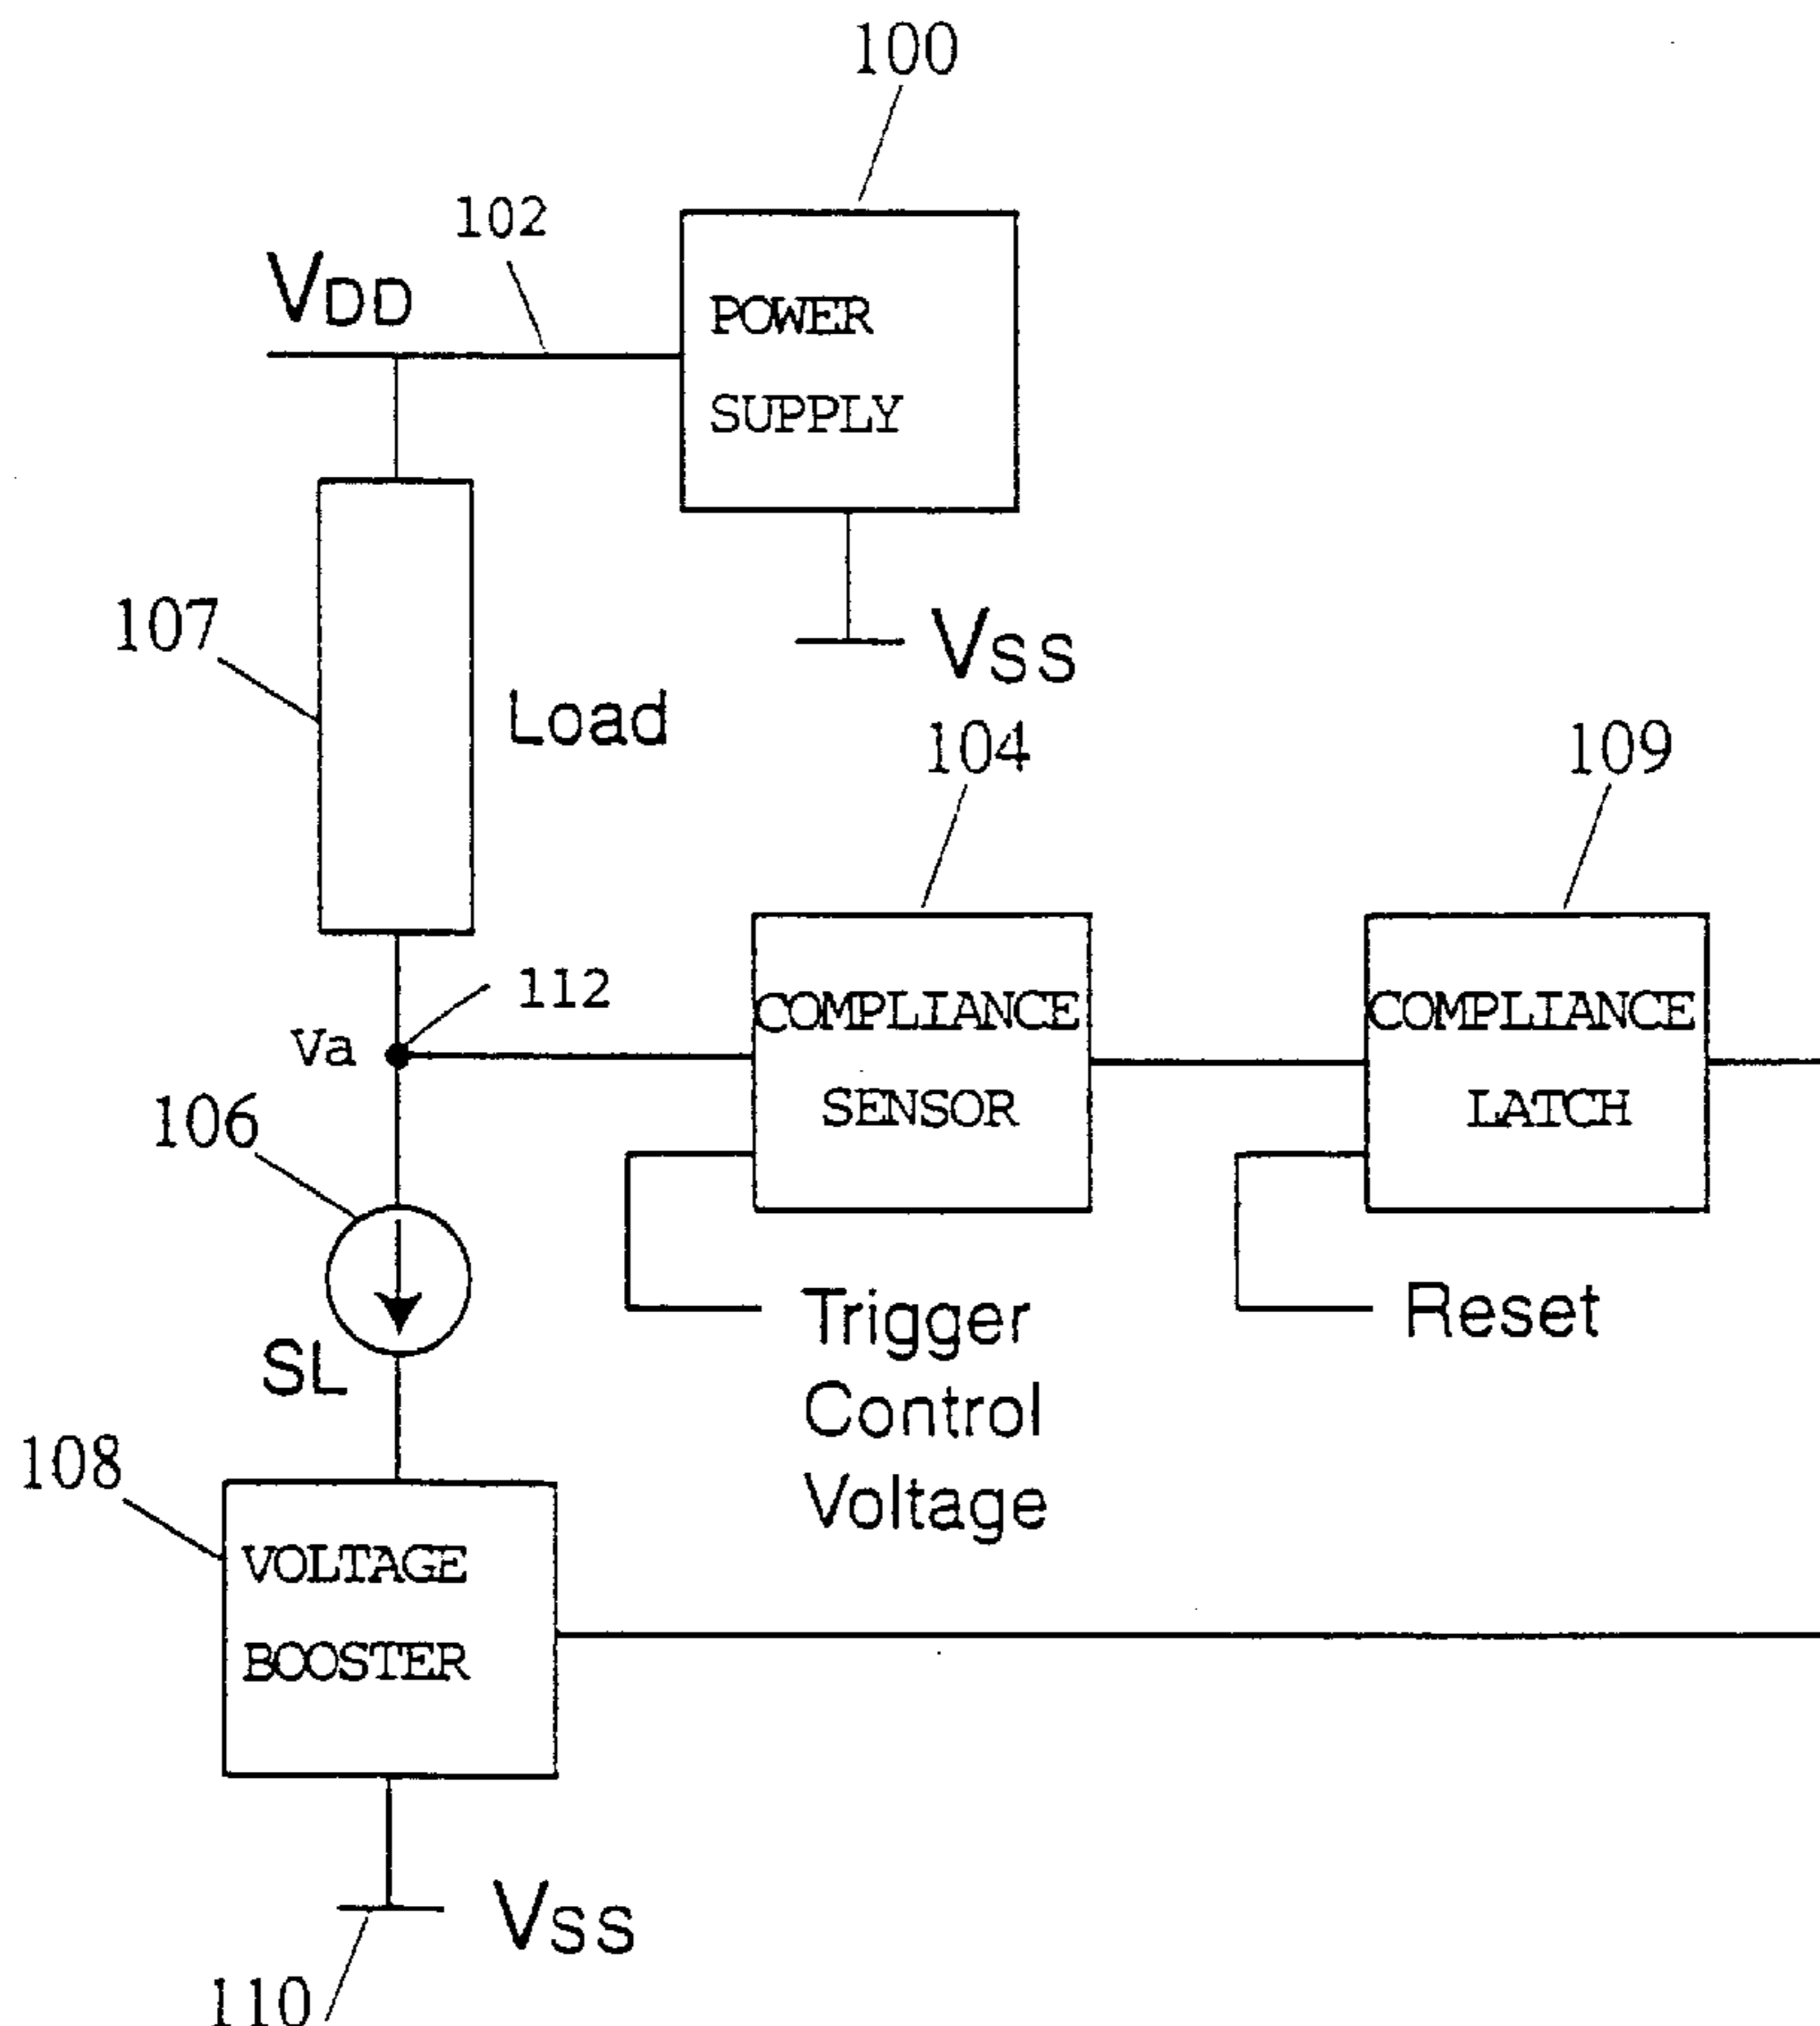 100
102
VDD
POWER
SUPPLY
107
VSS
Load
104
109
112
Va
COMPLIANCE
SENSOR
COMPLIANCE
LATCH
106
Trigger
Control
Voltage
Reset
SL
108
VOLTAGE
BOOSTER
VSS
110